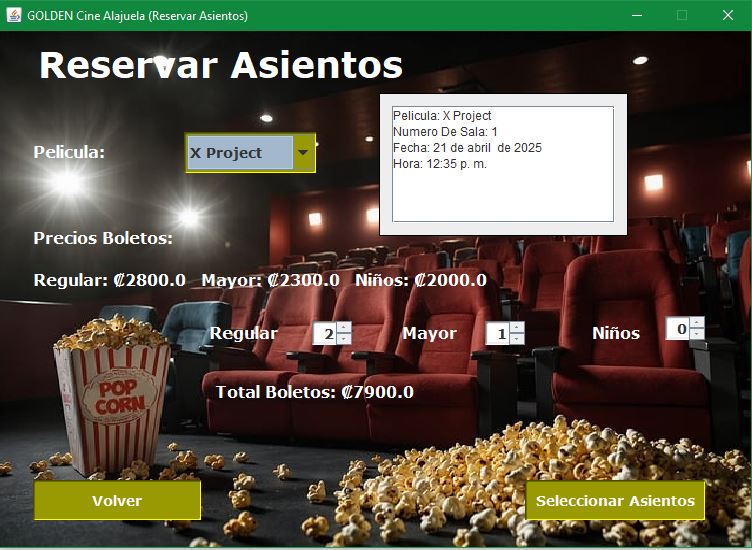 GOLDEN Cine Alajuela (Reservar Asientos)
Reservar Asientos
Pelicula:
X Project
Pelicula: X Project
Numero De Sala: 1
Fecha: 21 de abril  de 2025
Hora: 12:35 p. m.
Precios Boletos:
Regular: ₡2800.0   Mayor: ₡2300.0   Niños: ₡2000.0
Regular 2 Mayor 1 Niños 0
Total Boletos: ₡7900.0
POP
CORN
Volver
Seleccionar Asientos